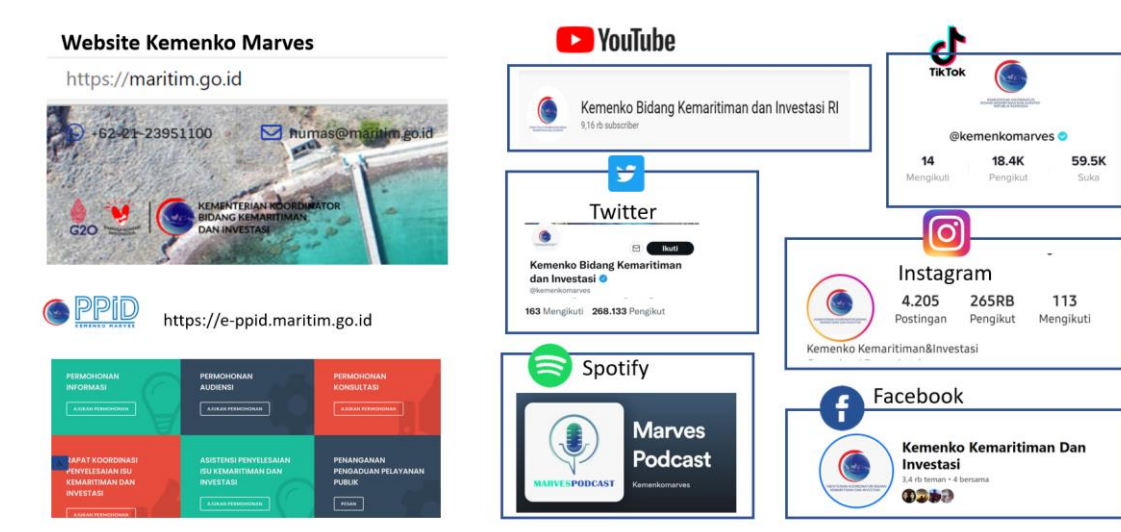 Website Kemenko Marves
https://maritim.go.id
+62-21-23951100
humas@maritim.go.id
G20
KEMENTERIAN KOORDINATOR
BIDANG KEMARITIMAN
DAN INVESTASI
PPiD
KEMENKO MARVES
https://e-ppid.maritim.go.id
PERMOHONAN
INFORMASI
AJUKAN PERMOHONAN
PERMOHONAN
AUDIENSI
AJUKAN PERMOHONAN
PERMOHONAN
KONSULTASI
AJUKAN PERMOHONAN
RAPAT KOORDINASI
PENYELESAIAN ISU
KEMARITIMAN DAN
INVESTASI
AJUKAN PERMOHONAN
ASISTENSI PENYELESAIAN
ISU KEMARITIMAN DAN
INVESTASI
AJUKAN PERMOHONAN
PENANGANAN
PENGADUAN PELAYANAN
PUBLIK
PESAN
YouTube
Kemenko Bidang Kemaritiman dan Investasi RI
9,16 rb subscriber
Twitter
Ikuti
Kemenko Bidang Kemaritiman
dan Investasi
@kemenkomarves
163 Mengikuti 268.133 Pengikut
Spotify
MARVESPODCAST
Marves
Podcast
Kemenkomarves
TikTok
@kemenkomarves
14 18.4K 59.5K
Mengikuti Pengikut Suka
Instagram
4.205 265RB 113
Postingan Pengikut Mengikuti
Kemenko Kemaritiman&Investasi
Facebook
Kemenko Kemaritiman Dan
Investasi
3,4 rb teman • 4 bersama